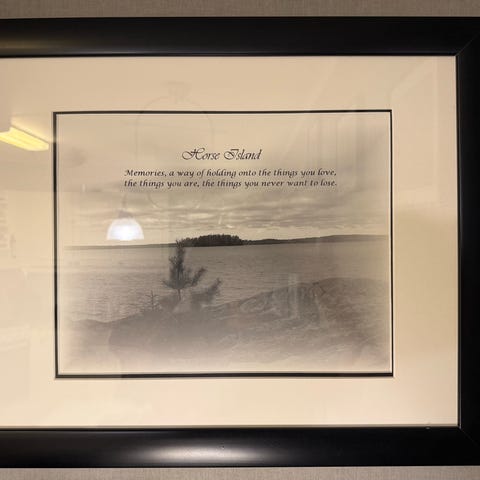 Horse Island
Memories, a way of holding onto the things you love,
the things you are, the things you never want to lose.